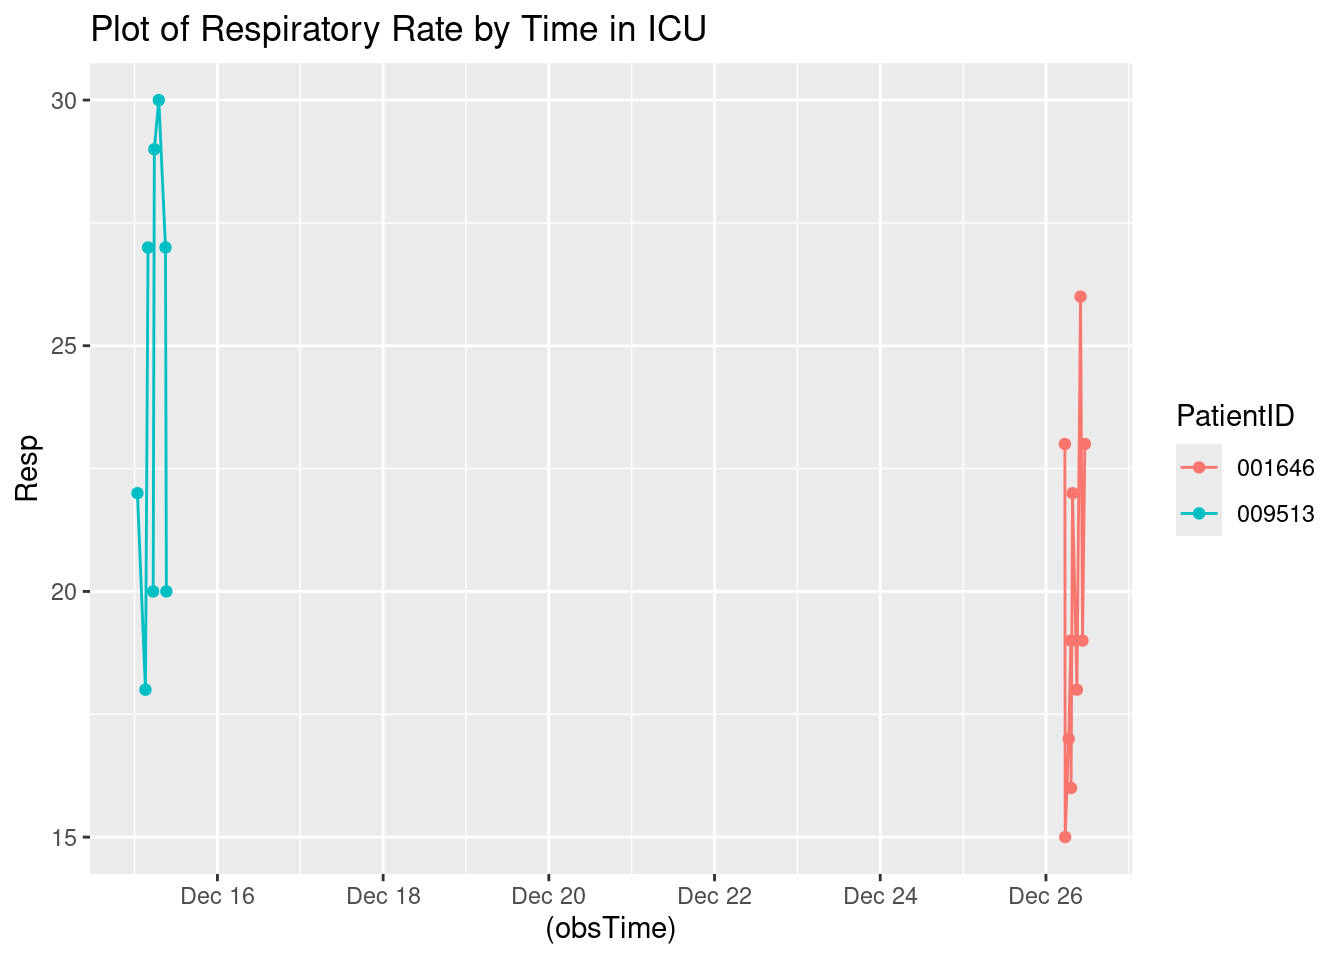 Plot of Respiratory Rate by Time in ICU
30
25
20
15
Resp
Dec 16 Dec 18 Dec 20 Dec 22 Dec 24 Dec 26
(obsTime)
PatientID
001646
009513